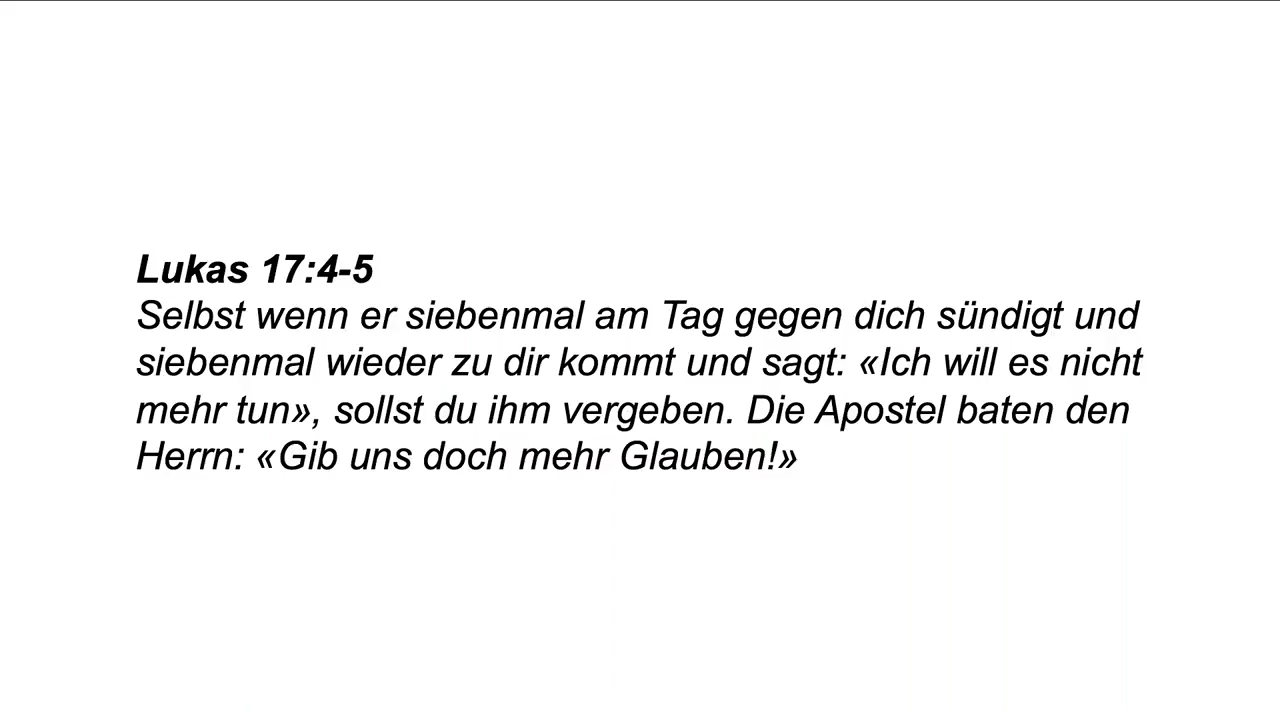 Lukas 17:4-5
Selbst wenn er siebenmal am Tag gegen dich sündigt und
siebenmal wieder zu dir kommt und sagt: «Ich will es nicht
mehr tun», sollst du ihm vergeben. Die Apostel baten den
Herrn: «Gib uns doch mehr Glauben!»